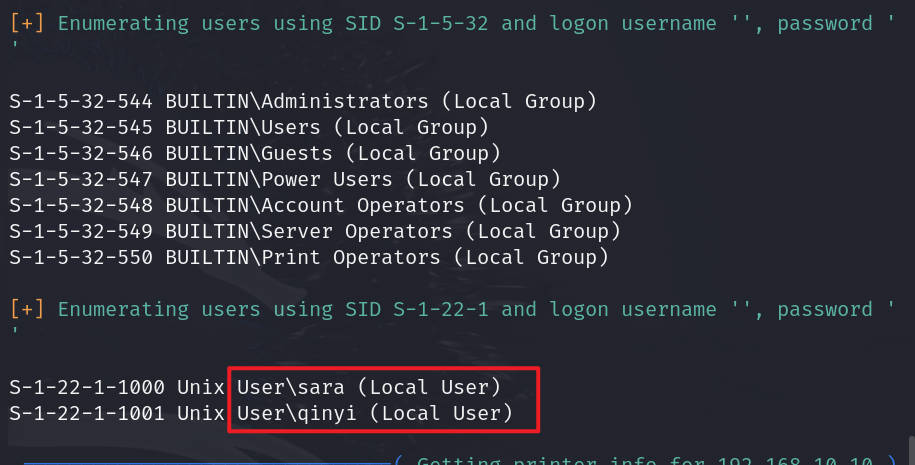 [+] Enumerating users using SID S-1-5-32 and logon username '', password '
'
S-1-5-32-544 BUILTIN\Administrators (Local Group)
S-1-5-32-545 BUILTIN\Users (Local Group)
S-1-5-32-546 BUILTIN\Guests (Local Group)
S-1-5-32-547 BUILTIN\Power Users (Local Group)
S-1-5-32-548 BUILTIN\Account Operators (Local Group)
S-1-5-32-549 BUILTIN\Server Operators (Local Group)
S-1-5-32-550 BUILTIN\Print Operators (Local Group)
[+] Enumerating users using SID S-1-22-1 and logon username '', password '
'
S-1-22-1-1000 Unix User\sara (Local User)
S-1-22-1-1001 Unix User\qinyi (Local User)
( Getting printer info for 192.168.10.10 )